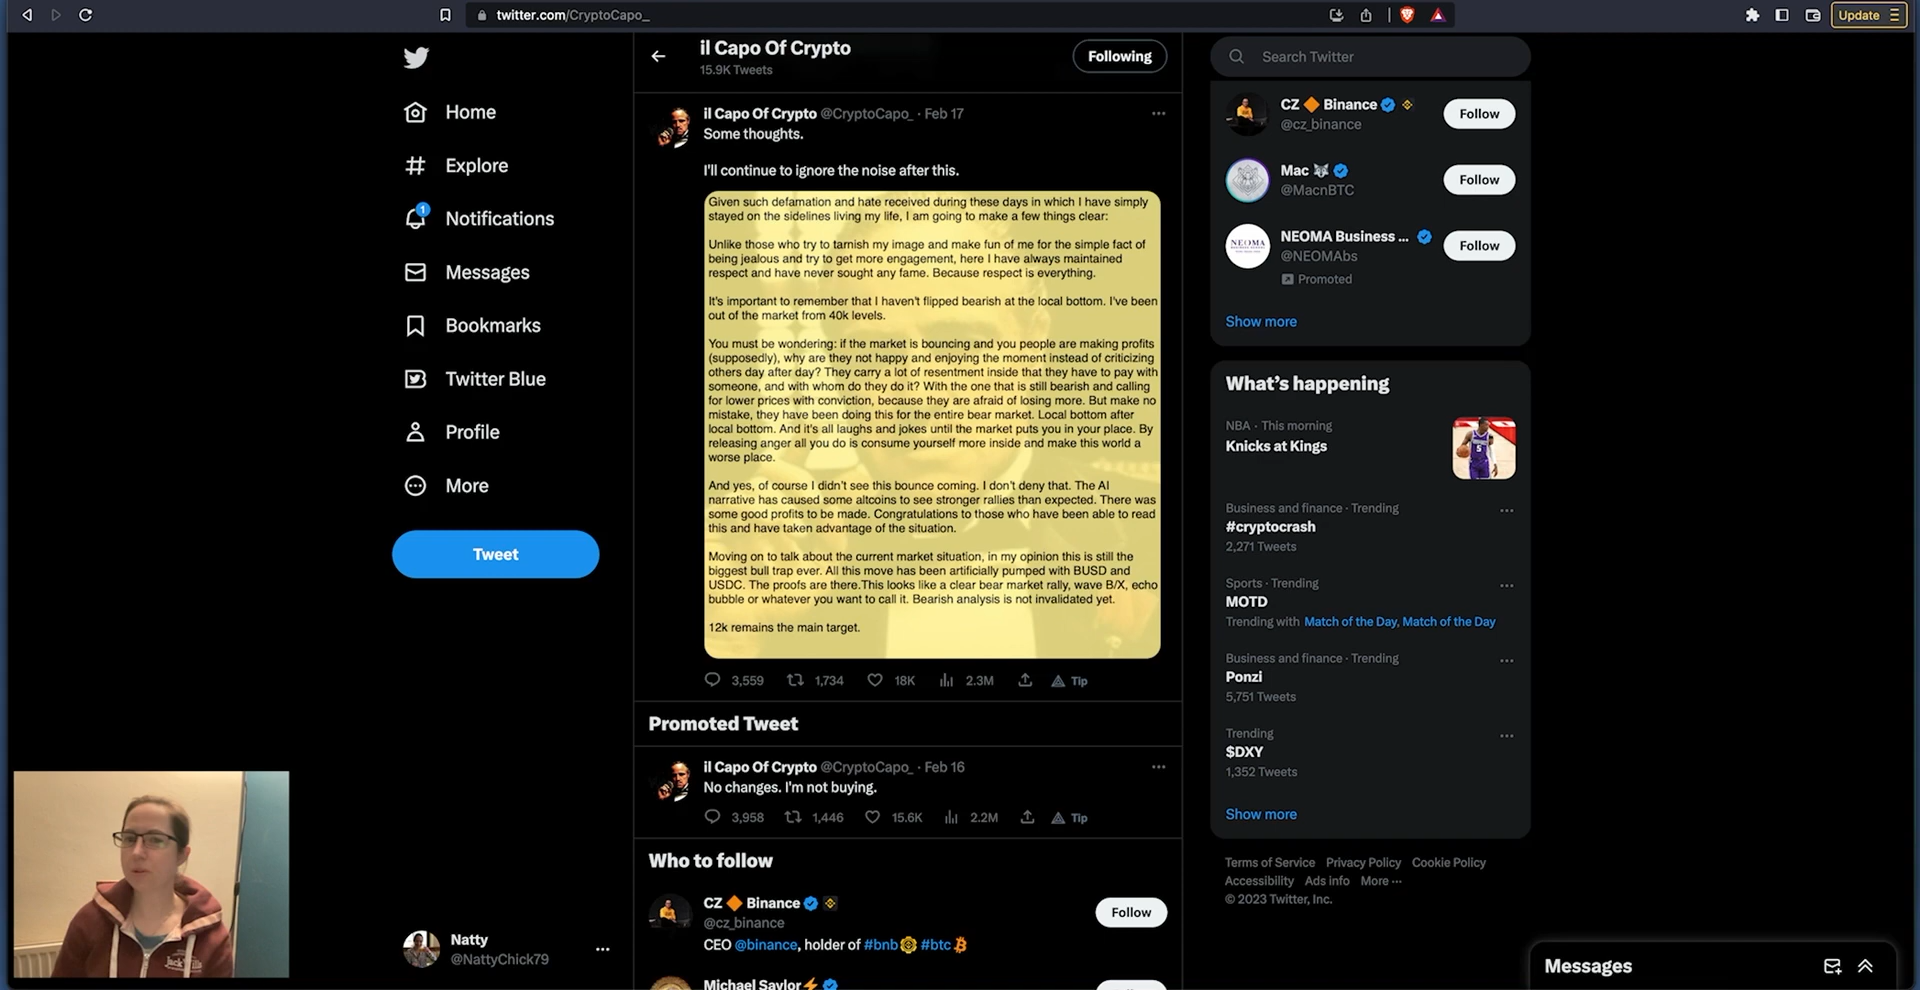 twitter.com/CryptoCapo_
Update
Home
Explore
Notifications
1
Messages
Bookmarks
Twitter Blue
Profile
More
Tweet
Natty
@NattyChick79
il Capo Of Crypto
15.9K Tweets
Following
il Capo Of Crypto @CryptoCapo_ · Feb 17
Some thoughts.
I'll continue to ignore the noise after this.
Given such defamation and hate received during these days in which I have simply
stayed on the sidelines living my life, I am going to make a few things clear:
Unlike those who try to tarnish my image and make fun of me for the simple fact of
being jealous and try to get more engagement, here I have always maintained
respect and have never sought any fame. Because respect is everything.
It's important to remember that I haven't flipped bearish at the local bottom. I've been
out of the market from 40k levels.
You must be wondering: if the market is bouncing and you people are making profits
(supposedly), why are they not happy and enjoying the moment instead of criticizing
others day after day? They carry a lot of resentment inside that they have to pay with
someone, and with whom do they do it? With the one that is still bearish and calling
for lower prices with conviction, because they are afraid of losing more. But make no
mistake, they have been doing this for the entire bear market. Local bottom after
local bottom. And it's all laughs and jokes until the market puts you in your place. By
releasing anger all you do is consume yourself more inside and make this world a
worse place.
And yes, of course I didn't see this bounce coming. I don't deny that. The AI
narrative has caused some altcoins to see stronger rallies than expected. There was
some good profits to be made. Congratulations to those who have been able to read
this and have taken advantage of the situation.
Moving on to talk about the current market situation, in my opinion this is still the
biggest bull trap ever. All this move has been artificially pumped with BUSD and
USDC. The proofs are there.This looks like a clear bear market rally, wave B/X, echo
bubble or whatever you want to call it. Bearish analysis is not invalidated yet.
12k remains the main target.
3,559 1,734 18K 2.3M Tip
Promoted Tweet
il Capo Of Crypto @CryptoCapo_ · Feb 16
No changes. I'm not buying.
3,958 1,446 15.6K 2.2M Tip
Who to follow
CZ Binance
@cz_binance
Follow
CEO @binance, holder of #bnb #btc
Michael Saylor
Search Twitter
CZ Binance
@cz_binance
Follow
Mac
@MacnBTC
Follow
NEOMA
NEOMA Business ...
@NEOMAbs
Follow
Promoted
Show more
What's happening
NBA · This morning
Knicks at Kings
Business and finance · Trending
#cryptocrash
2,271 Tweets
Sports · Trending
MOTD
Trending with Match of the Day, Match of the Day
Business and finance · Trending
Ponzi
5,751 Tweets
Trending
$DXY
1,352 Tweets
Show more
Terms of Service Privacy Policy Cookie Policy
Accessibility Ads info More ...
© 2023 Twitter, Inc.
Messages